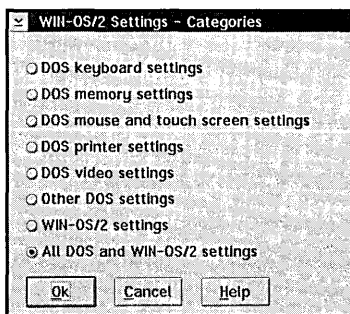 WIN-OS/2 Settings - Categories
DOS keyboard settings
DOS memory settings
DOS mouse and touch screen settings
DOS printer settings
DOS video settings
Other DOS settings
WIN-OS/2 settings
All DOS and WIN-OS/2 settings
Ok Cancel Help